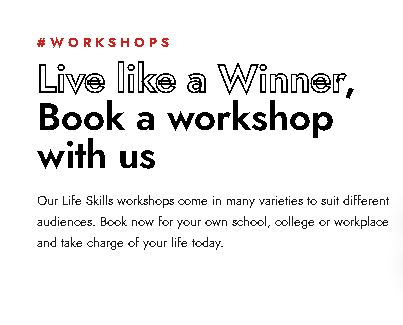 #WORKSHOPS
Live like a Winner,
Book a workshop
with us
Our Life Skills workshops come in many varieties to suit different
audiences. Book now for your own school, college or workplace
and take charge of your life today.